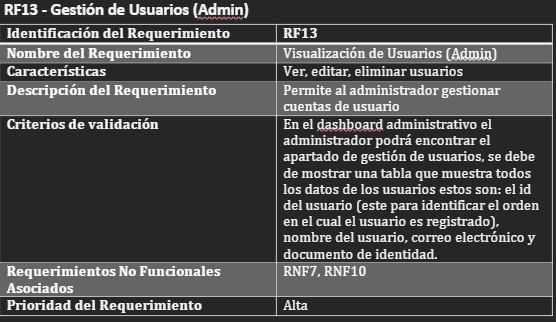 RF13 - Gestión de Usuarios (Admin)
Identificación del Requerimiento RF13
Nombre del Requerimiento Visualización de Usuarios (Admin)
Características Ver, editar, eliminar usuarios
Descripción del Requerimiento Permite al administrador gestionar
cuentas de usuario
Criterios de validación En el dashboard administrativo el
administrador podrá encontrar el
apartado de gestión de usuarios, se debe
de mostrar una tabla que muestra todos
los datos de los usuarios estos son: el id
del usuario (este para identificar el orden
en el cual el usuario es registrado),
nombre del usuario, correo electrónico y
documento de identidad.
Requerimientos No Funcionales RNF7, RNF10
Asociados
Prioridad del Requerimiento Alta